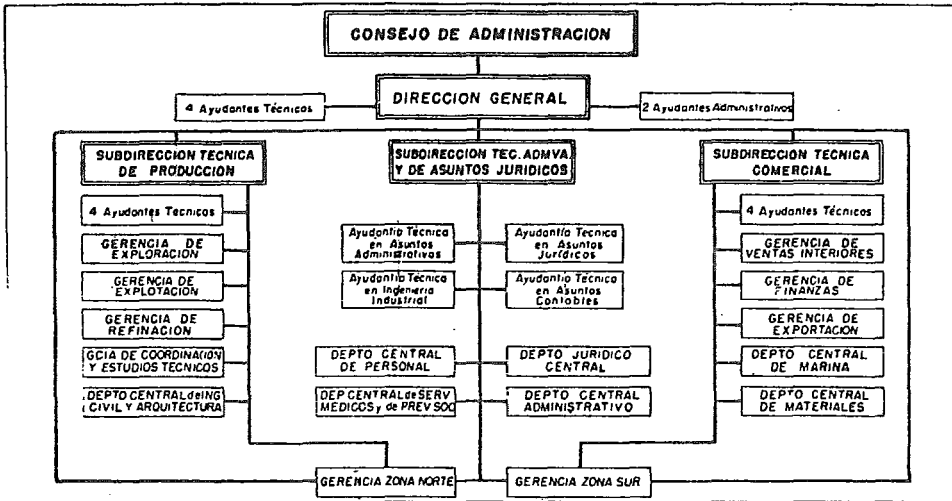 CONSEJO DE ADMINISTRACION
DIRECCION GENERAL
4 Ayudantes Técnicos
2 Ayudantes Administrativos
SUBDIRECCION TECNICA
DE PRODUCCION
SUBDIRECCION TEC. ADMVA.
Y DE ASUNTOS JURIDICOS
SUBDIRECCION TECNICA
COMERCIAL
4 Ayudantes Tecnicos
GERENCIA DE
EXPLORACION
GERENCIA DE
EXPLOTACION
GERENCIA DE
REFINACION
GCIA DE COORDINACION
Y ESTUDIOS TECNICOS
DEPTO CENTRAL de ING
CIVIL Y ARQUITECTURA
Ayudantío Técnica
en Asuntos
Administrativos
Ayudantío Técnica
en Asuntos
Jurídicos
Ayudantío Técnica
en Ingeniería
Industrial
Ayudantío Técnica
en Asuntos
Contables
DEPTO CENTRAL
DE PERSONAL
DEPTO JURIDICO
CENTRAL
DEP CENTRAL de SERV
MEDICOS y de PREV SOC
DEPTO CENTRAL
ADMINISTRATIVO
4 Ayudantes Técnicos
GERENCIA DE
VENTAS INTERIORES
GERENCIA DE
FINANZAS
GERENCIA DE
EXPORTACION
DEPTO CENTRAL
DE MARINA
DEPTO CENTRAL
DE MATERIALES
GERENCIA ZONA NORTE
GERENCIA ZONA SUR